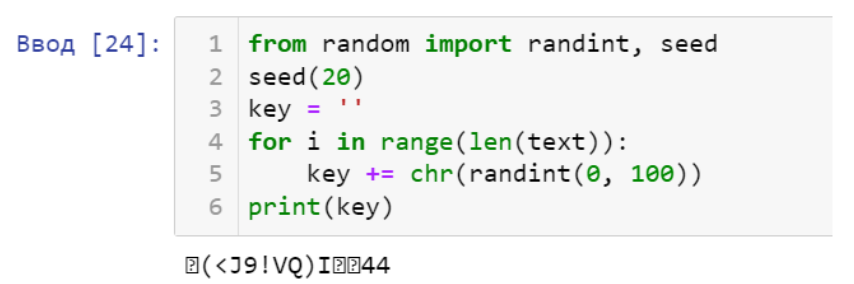 Ввод [24]:
1 from random import randint, seed
2 seed(20)
3 key = ''
4 for i in range(len(text)):
5     key += chr(randint(0, 100))
6 print(key)
⍰(<J9!VQ)I⍰⍰44